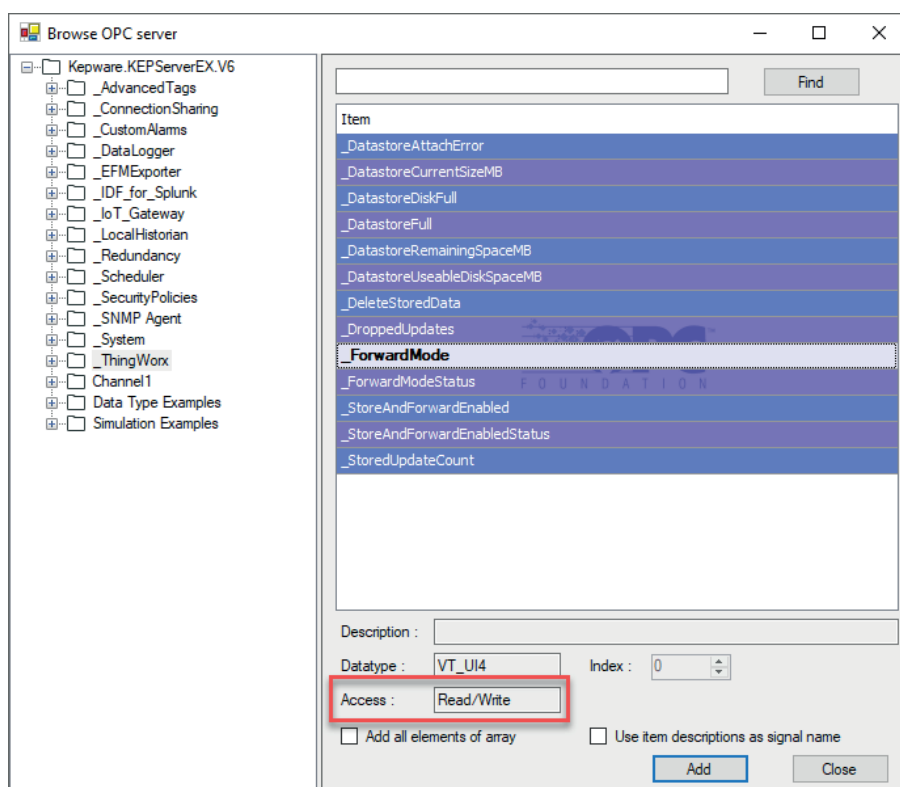 Browse OPC server
Kepware.KEPServerEX.V6
_AdvancedTags
_ConnectionSharing
_CustomAlarms
_DataLogger
_EFMExporter
_IDF_for_Splunk
_IoT_Gateway
_LocalHistorian
_Redundancy
_Scheduler
_SecurityPolicies
_SNMP Agent
_System
_ThingWorx
Channel1
Data Type Examples
Simulation Examples
Find
Item
_DatastoreAttachError
_DatastoreCurrentSizeMB
_DatastoreDiskFull
_DatastoreFull
_DatastoreRemainingSpaceMB
_DatastoreUseableDiskSpaceMB
_DeleteStoredData
_DroppedUpdates
_ForwardMode
_ForwardModeStatus
_StoreAndForwardEnabled
_StoreAndForwardEnabledStatus
_StoredUpdateCount
OPC
FOUNDATION
Description :
Datatype : VT_UI4 Index : 0
Access : Read/Write
Add all elements of array Use item descriptions as signal name
Add Close